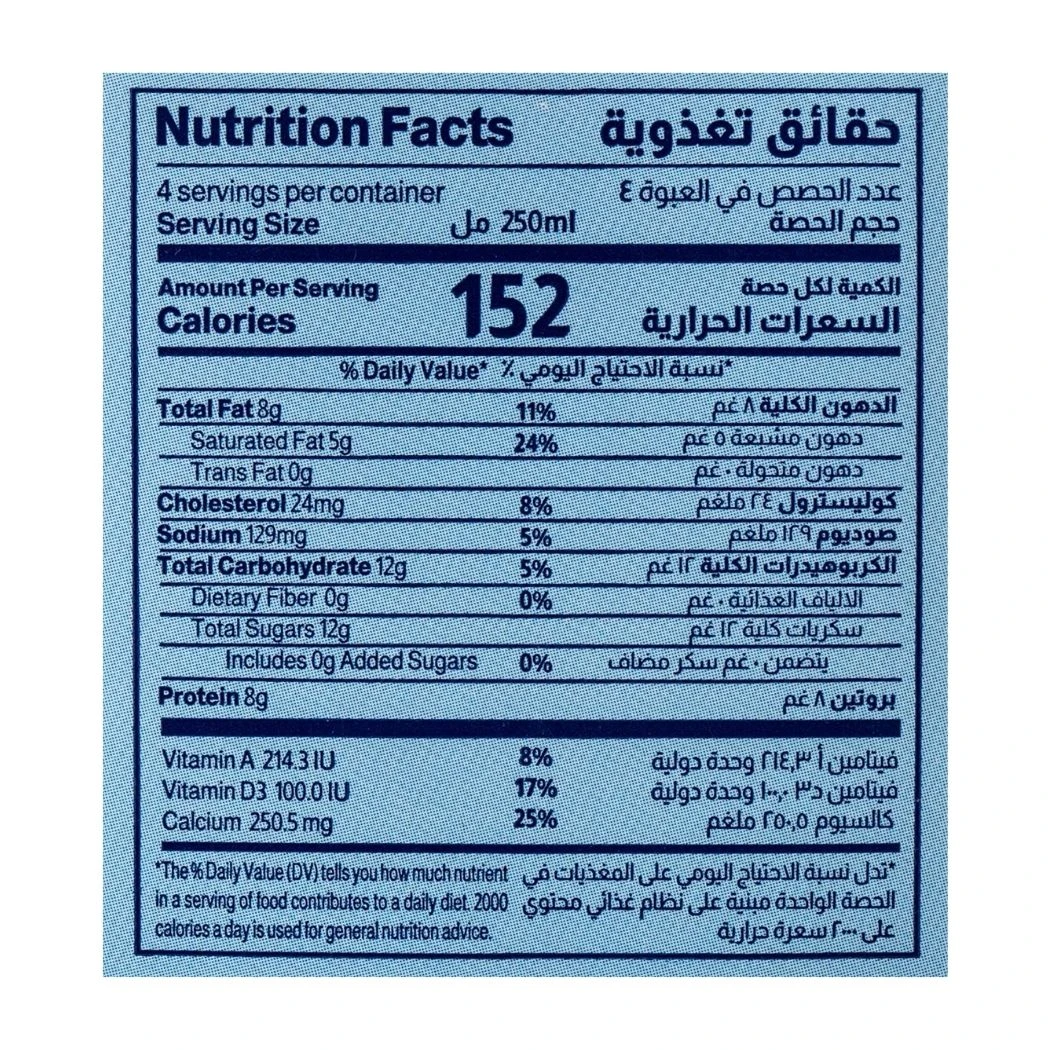 Nutrition Facts حقائق تغذوية
4 servings per container عدد الحصص في العبوة ٤
Serving Size 250ml مل حجم الحصة
Amount Per Serving الكمية لكل حصة
Calories 152 السعرات الحرارية
% Daily Value* نسبة الاحتياج اليومي ٪*
Total Fat 8g 11% الدهون الكلية ٨ غم
Saturated Fat 5g 24% دهون مشبعة ٥ غم
Trans Fat 0g دهون متحولة ٠ غم
Cholesterol 24mg 8% كوليسترول ٢٤ ملغم
Sodium 129mg 5% صوديوم ١٢٩ ملغم
Total Carbohydrate 12g 5% الكربوهيدرات الكلية ١٢ غم
Dietary Fiber 0g 0% الالياف الغذائية ٠ غم
Total Sugars 12g سكريات كلية ١٢ غم
Includes 0g Added Sugars 0% يتضمن ٠ غم سكر مضاف
Protein 8g بروتين ٨ غم
Vitamin A 214.3 IU 8% فيتامين أ ٢١٤,٣ وحدة دولية
Vitamin D3 100.0 IU 17% فيتامين د٣ ١٠٠,٠ وحدة دولية
Calcium 250.5 mg 25% كالسيوم ٢٥٠,٥ ملغم
*The % Daily Value (DV) tells you how much nutrient
in a serving of food contributes to a daily diet. 2000
calories a day is used for general nutrition advice.
*تدل نسبة الاحتياج اليومي على المغذيات في
الحصة الواحدة مبنية على نظام غذائي محتوي
على ٢٠٠٠ سعرة حرارية